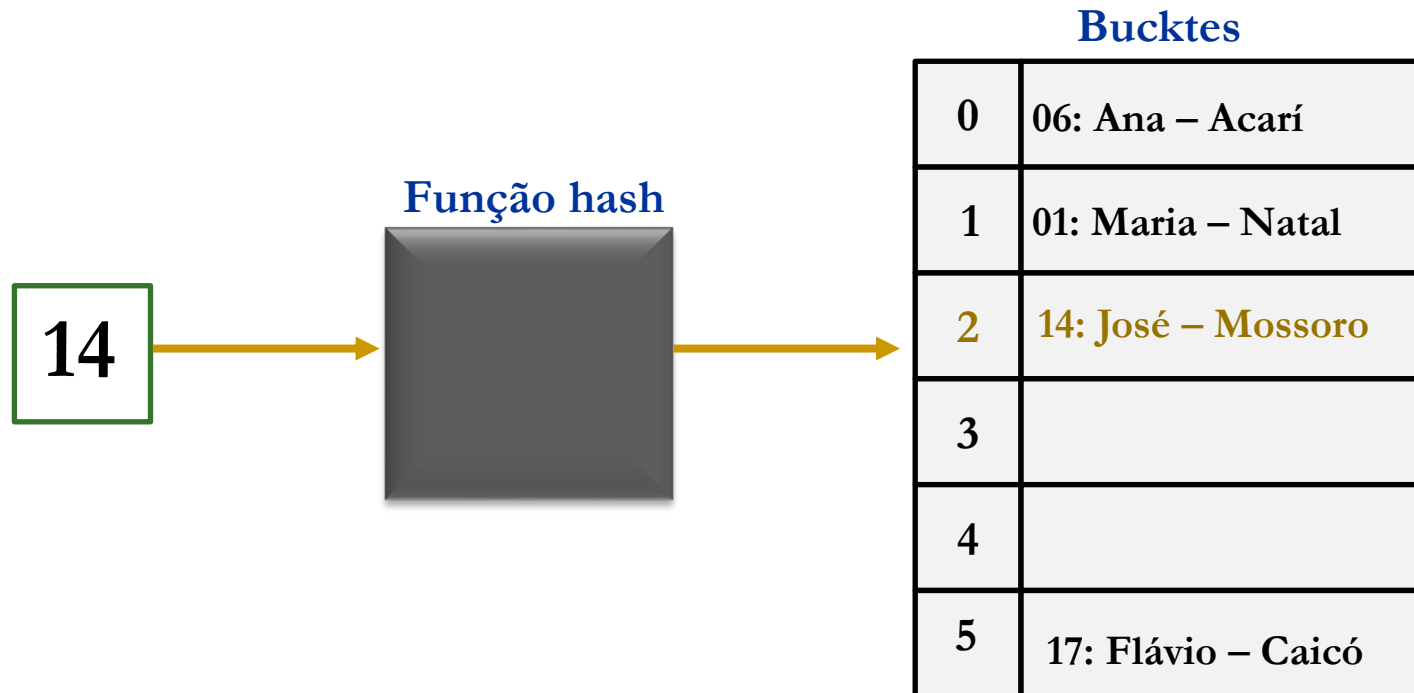 Bucktes
0 06: Ana – Acarí
Função hash
1 01: Maria – Natal
14
2 14: José – Mossoro
3
4
5 17: Flávio – Caicó